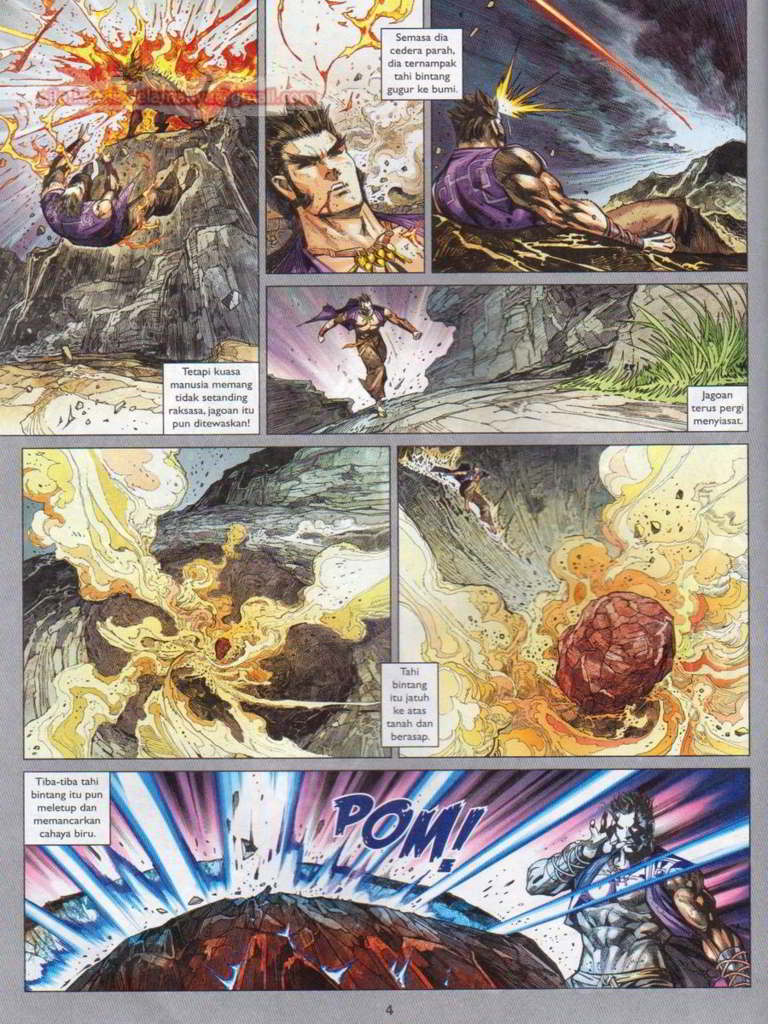 Semasa dia
cedera parah,
dia ternampak
tahi bintang
gugur ke bumi.
Tetapi kuasa
manusia memang
tidak setanding
raksasa, jagoan itu
pun ditewaskan!
Jagoan
terus pergi
menyiasat.
Tahi
bintang
itu jatuh
ke atas
tanah dan
berasap.
Tiba-tiba tahi
bintang itu pun
meletup dan
memancarkan
cahaya biru.
POM!
4